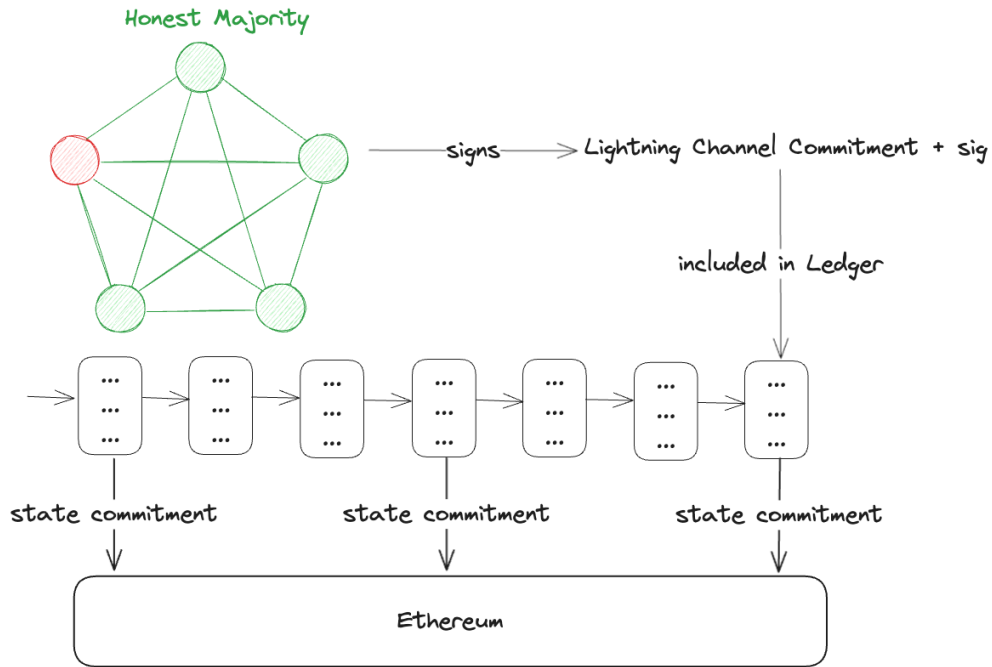 Honest Majority
signs
Lightning Channel Commitment + sig
included in Ledger
... ... ... ... ... ... ...
... ... ... ... ... ... ...
... ... ... ... ... ... ...
state commitment
state commitment
state commitment
Ethereum